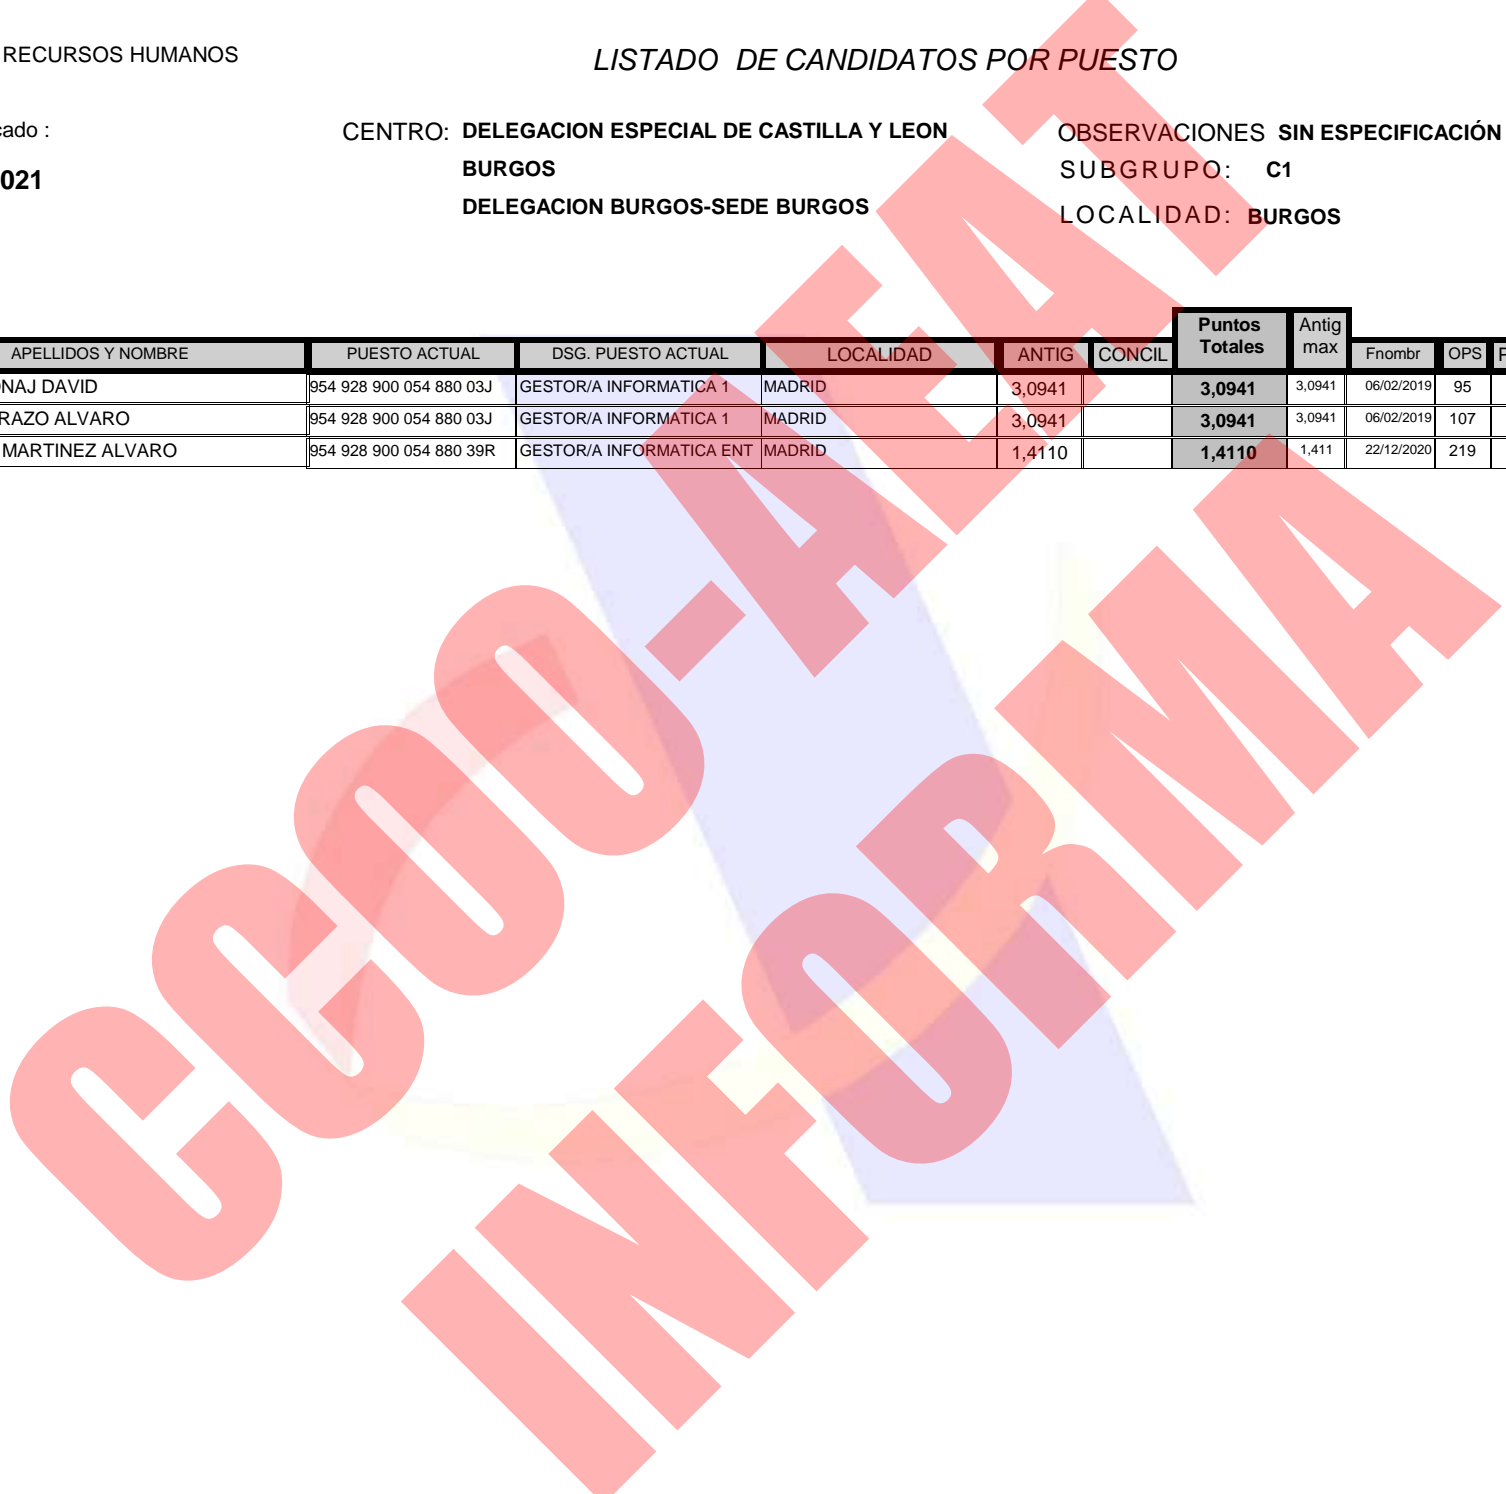 RECURSOS HUMANOS
LISTADO DE CANDIDATOS POR PUESTO
CENTRO: DELEGACION ESPECIAL DE CASTILLA Y LEON
BURGOS
DELEGACION BURGOS-SEDE BURGOS
OBSERVACIONES SIN ESPECIFICACIÓN
SUBGRUPO: C1
LOCALIDAD: BURGOS
cado :
021
APELLIDOS Y NOMBRE PUESTO ACTUAL DSG. PUESTO ACTUAL LOCALIDAD ANTIG CONCIL Puntos Totales Antig max Fnombr OPS P
NAJ DAVID 954 928 900 054 880 03J GESTOR/A INFORMATICA 1 MADRID 3,0941 3,0941 3,0941 06/02/2019 95
RAZO ALVARO 954 928 900 054 880 03J GESTOR/A INFORMATICA 1 MADRID 3,0941 3,0941 3,0941 06/02/2019 107
MARTINEZ ALVARO 954 928 900 054 880 39R GESTOR/A INFORMATICA ENT MADRID 1,4110 1,4110 1,411 22/12/2020 219
CCOO-AEAT
INFORMA